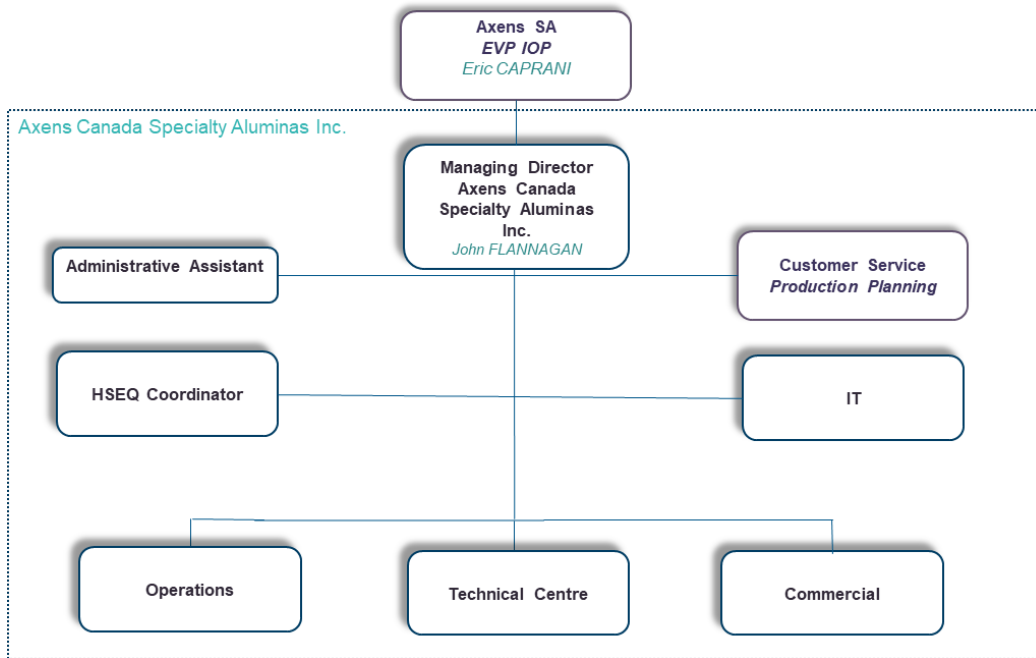 Axens SA
EVP IOP
Eric CAPRANI
Axens Canada Specialty Aluminas Inc.
Managing Director
Axens Canada
Specialty Aluminas
Inc.
John FLANNAGAN
Administrative Assistant
Customer Service
Production Planning
HSEQ Coordinator
IT
Operations
Technical Centre
Commercial